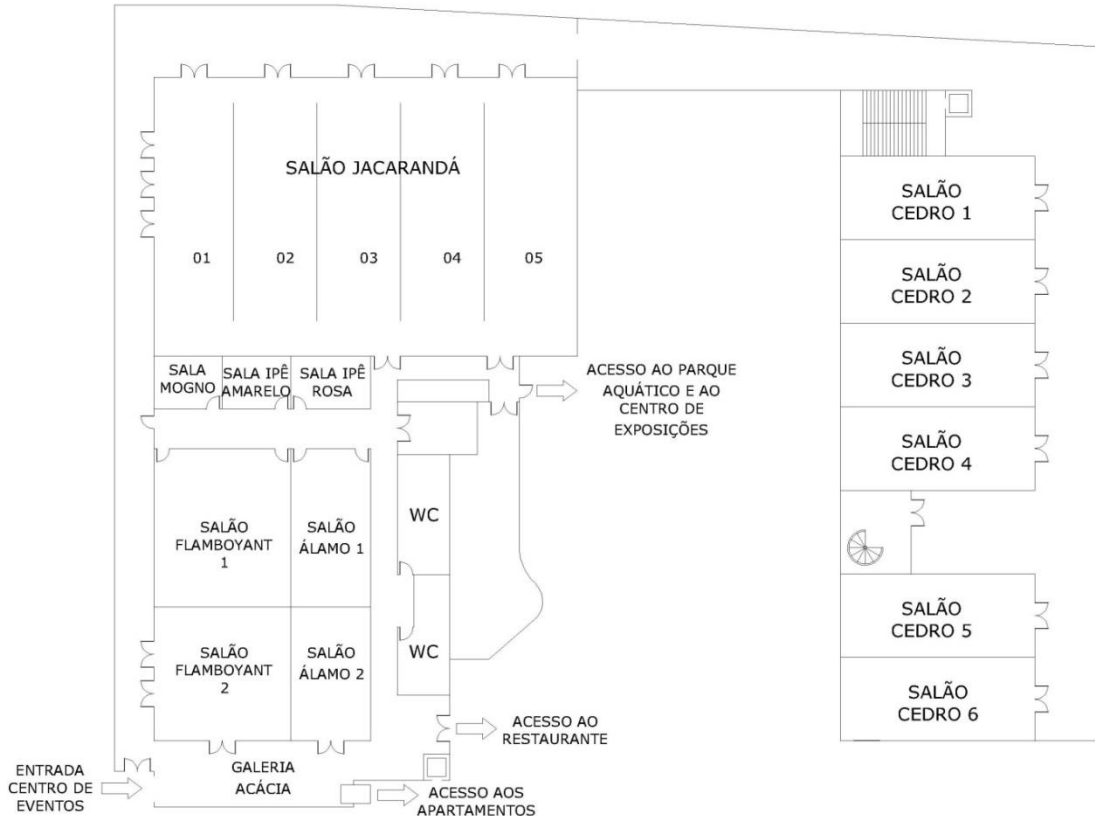 SALÃO JACARANDÁ
01
02
03
04
05
SALÃO
CEDRO 1
SALÃO
CEDRO 2
SALÃO
CEDRO 3
SALÃO
CEDRO 4
SALÃO
CEDRO 5
SALÃO
CEDRO 6
SALA
MOGNO
SALA IPÊ
AMARELO
SALA IPÊ
ROSA
ACESSO AO PARQUE
AQUÁTICO E AO
CENTRO DE
EXPOSIÇÕES
SALÃO
FLAMBOYANT
1
SALÃO
ÁLAMO 1
WC
SALÃO
FLAMBOYANT
2
SALÃO
ÁLAMO 2
WC
ACESSO AO
RESTAURANTE
ENTRADA
CENTRO DE
EVENTOS
GALERIA
ACÁCIA
ACESSO AOS
APARTAMENTOS